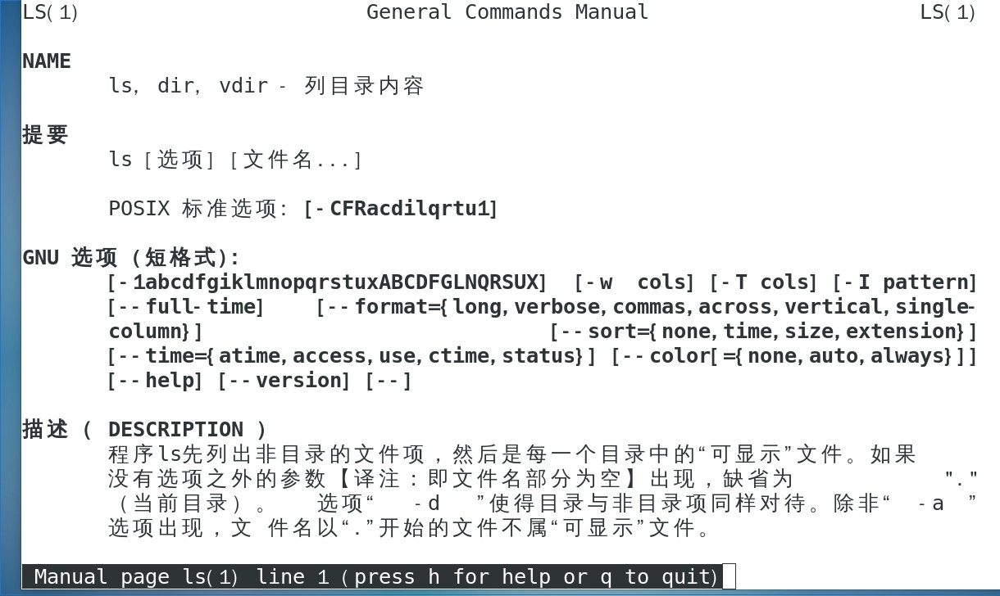 LS(1) General Commands Manual LS(1)
NAME
ls, dir, vdir - 列目录内容
提要
ls [选项] [文件名...]
POSIX 标准选项: [-CFRacdilqrtu1]
GNU 选项 (短格式):
[-1abcdfgiklmnopqrstuxABCDFGLNQRSUX] [-w cols] [-T cols] [-I pattern]
[--full-time] [--format={long,verbose,commas,across,vertical,single-
column}] [--sort={none,time,size,extension}]
[--time={atime,access,use,ctime,status}] [--color[={none,auto,always}]]
[--help] [--version] [--]
描述( DESCRIPTION )
程序ls先列出非目录的文件项，然后是每一个目录中的“可显示”文件。如果
没有选项之外的参数【译注：即文件名部分为空】出现，缺省为 "."
（当前目录）。 选项“ -d ”使得目录与非目录项同样对待。除非“ -a ”
选项出现，文 件名以“.”开始的文件不属“可显示”文件。
Manual page ls(1) line 1 (press h for help or q to quit)